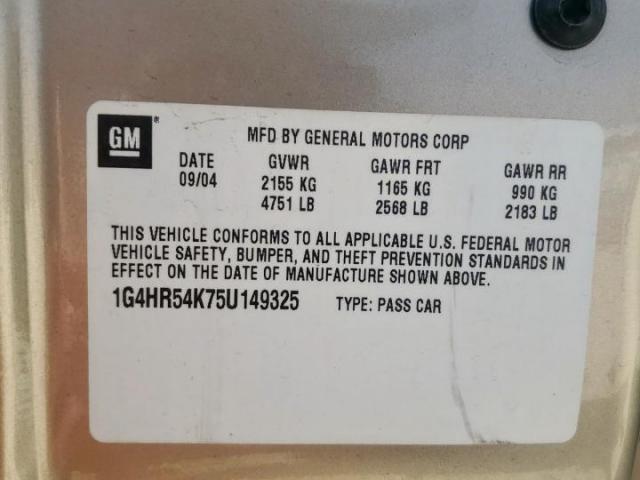 GM
MFD BY GENERAL MOTORS CORP
DATE GVWR GAWR FRT GAWR RR
09/04 2155 KG 1165 KG 990 KG
4751 LB 2568 LB 2183 LB
THIS VEHICLE CONFORMS TO ALL APPLICABLE U.S. FEDERAL MOTOR
VEHICLE SAFETY, BUMPER, AND THEFT PREVENTION STANDARDS IN
EFFECT ON THE DATE OF MANUFACTURE SHOWN ABOVE.
1G4HR54K75U149325 TYPE: PASS CAR